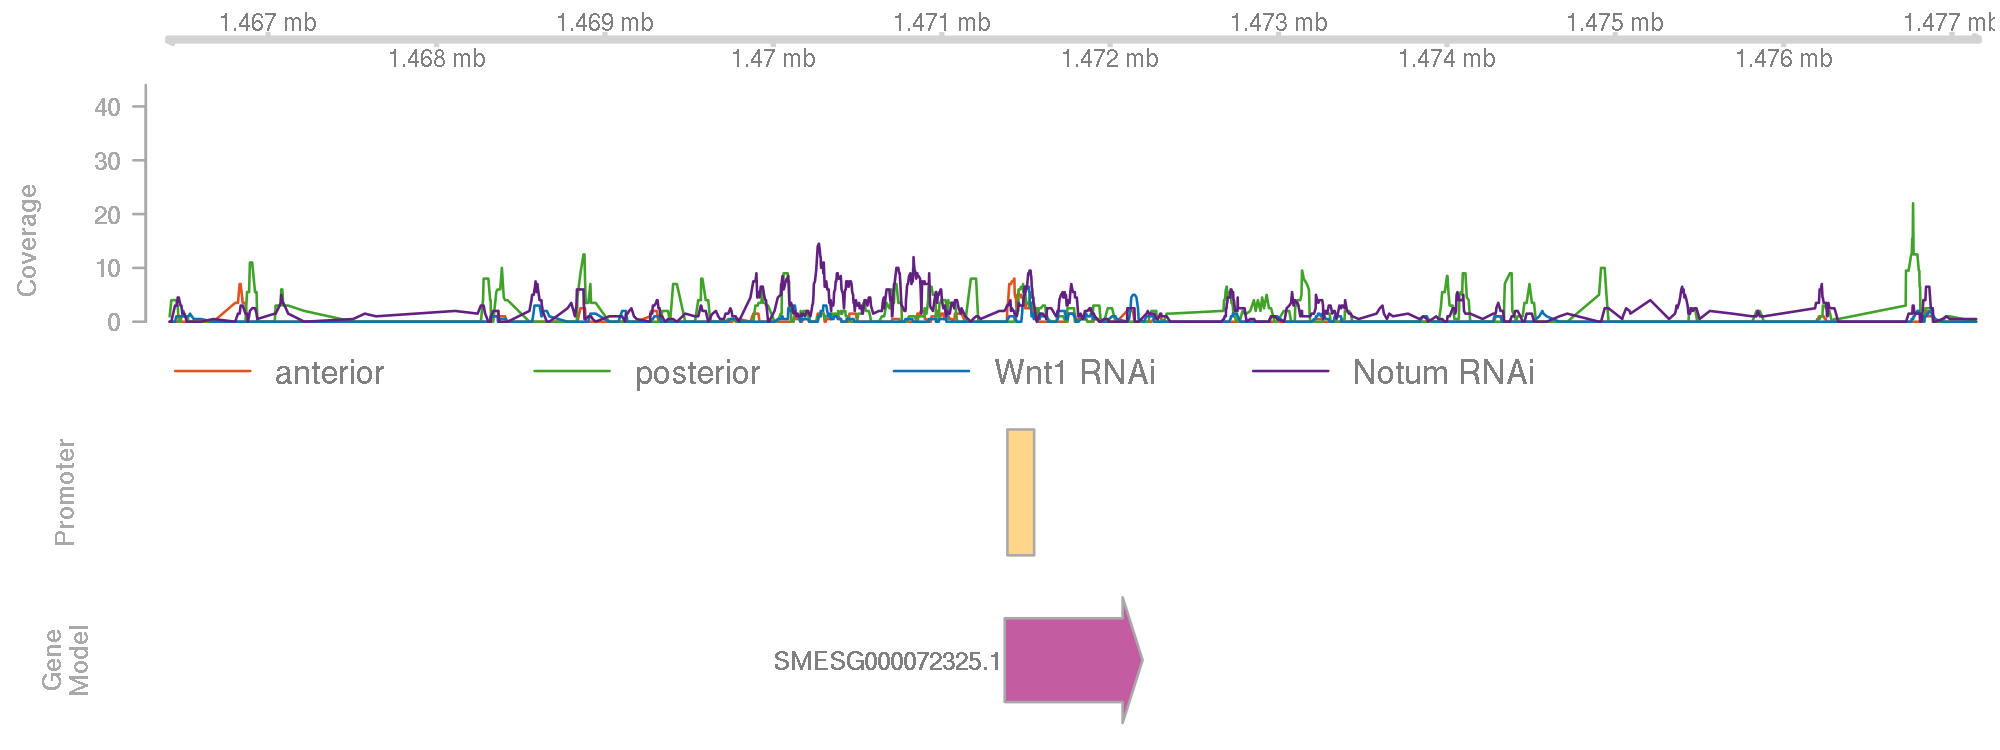 1.467 mb 1.469 mb 1.471 mb 1.473 mb 1.475 mb 1.477 mb
1.468 mb 1.47 mb 1.472 mb 1.474 mb 1.476 mb
Coverage
40
30
20
10
0
anterior posterior Wnt1 RNAi Notum RNAi
Promoter
Gene
Model
SMESG000072325.1